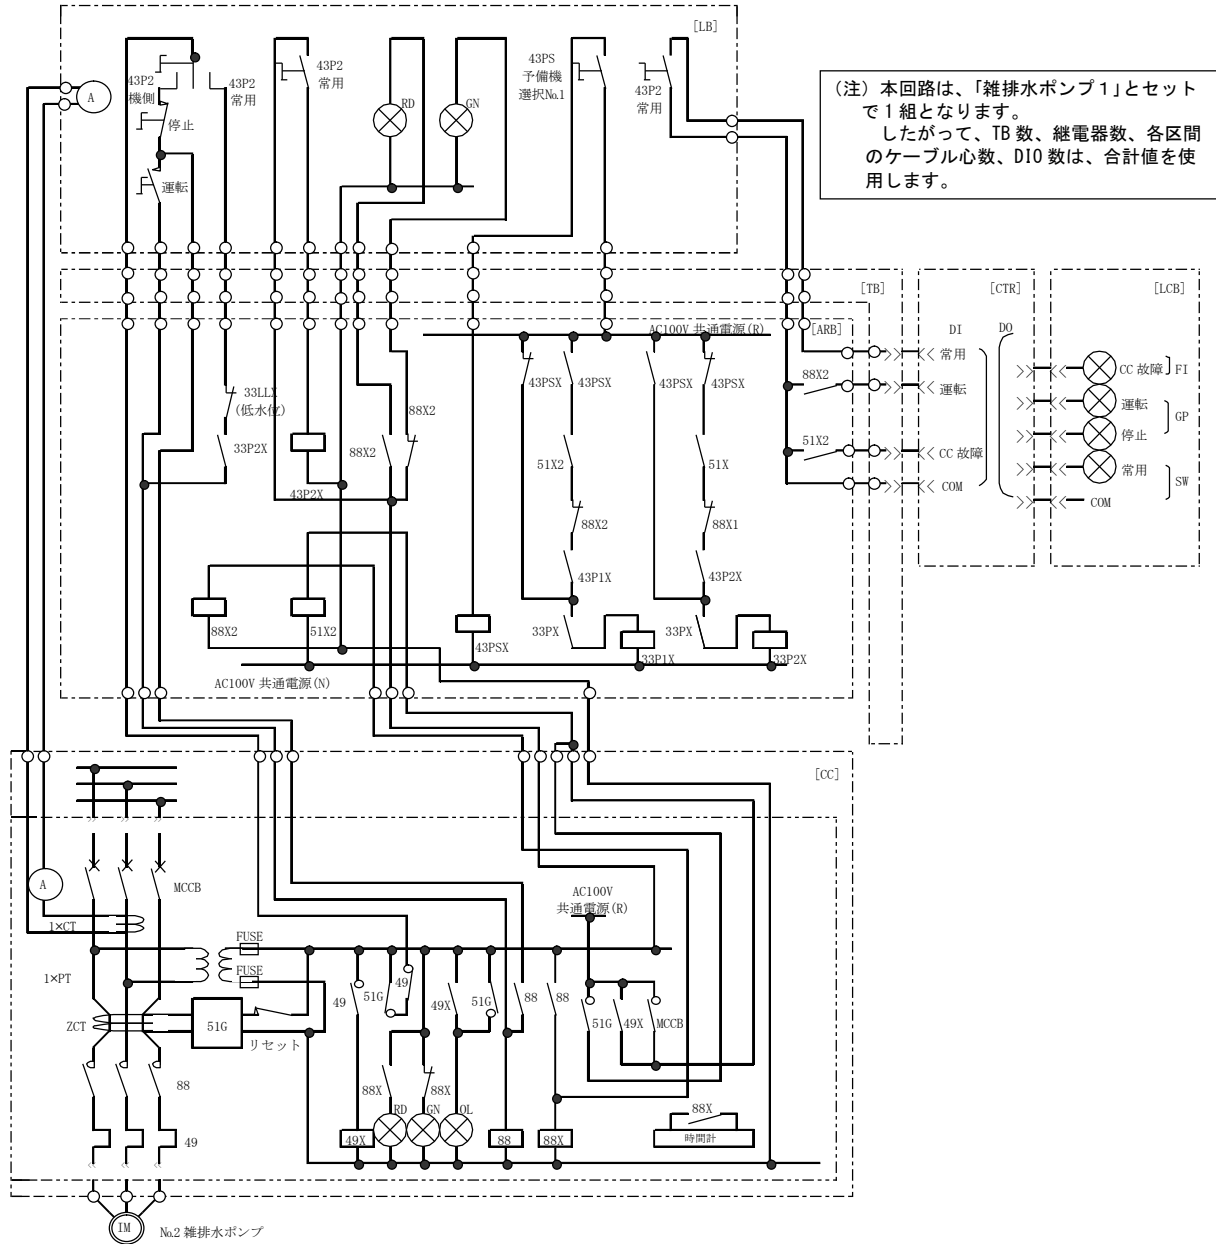 [LB]
43P2
機側
43P2
常用
停止
運転
A
43P2
常用
RD
GN
43PS
予備機
選択№1
43P2
常用
（注）本回路は、「雑排水ポンプ１」とセット
で１組となります。
したがって、TB 数、継電器数、各区間
のケーブル心数、DIO 数は、合計値を使
用します。
[TB]
[CTR]
[LCB]
AC100V 共通電源(R)
[ARB]
DI
DO
常用
運転
CC 故障
COM
CC 故障
FI
運転
GP
停止
常用
SW
COM
88X2
51X2
33LLX
(低水位)
33P2X
43P2X
88X2
88X2
43PSX
43PSX
43PSX
43PSX
51X2
51X
88X2
88X1
43P1X
43P2X
33PX
33PX
33P1X
33P2X
88X2
51X2
43PSX
AC100V 共通電源(N)
[CC]
A
MCCB
1×CT
AC100V
共通電源(R)
FUSE
FUSE
1×PT
ZCT
51G
リセット
49
51G
49
49X
51G
88
88
51G
49X
MCCB
88
88X
88X
RD
GN
OL
88X
49
49X
88
88X
時間計
IM
№2 雑排水ポンプ